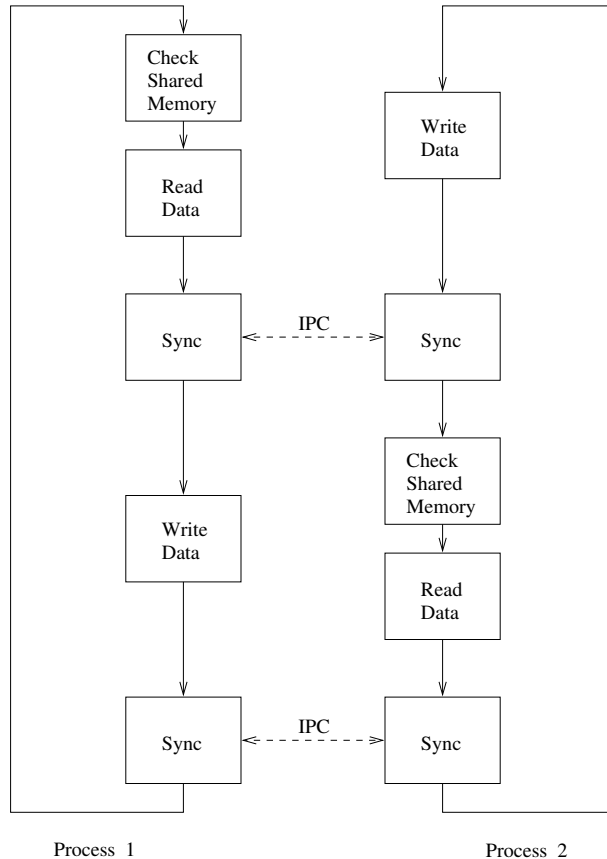 Check
Shared
Memory
Read
Data
Sync
Write
Data
Sync
Write
Data
Sync
Check
Shared
Memory
Read
Data
Sync
IPC
IPC
Process 1
Process 2